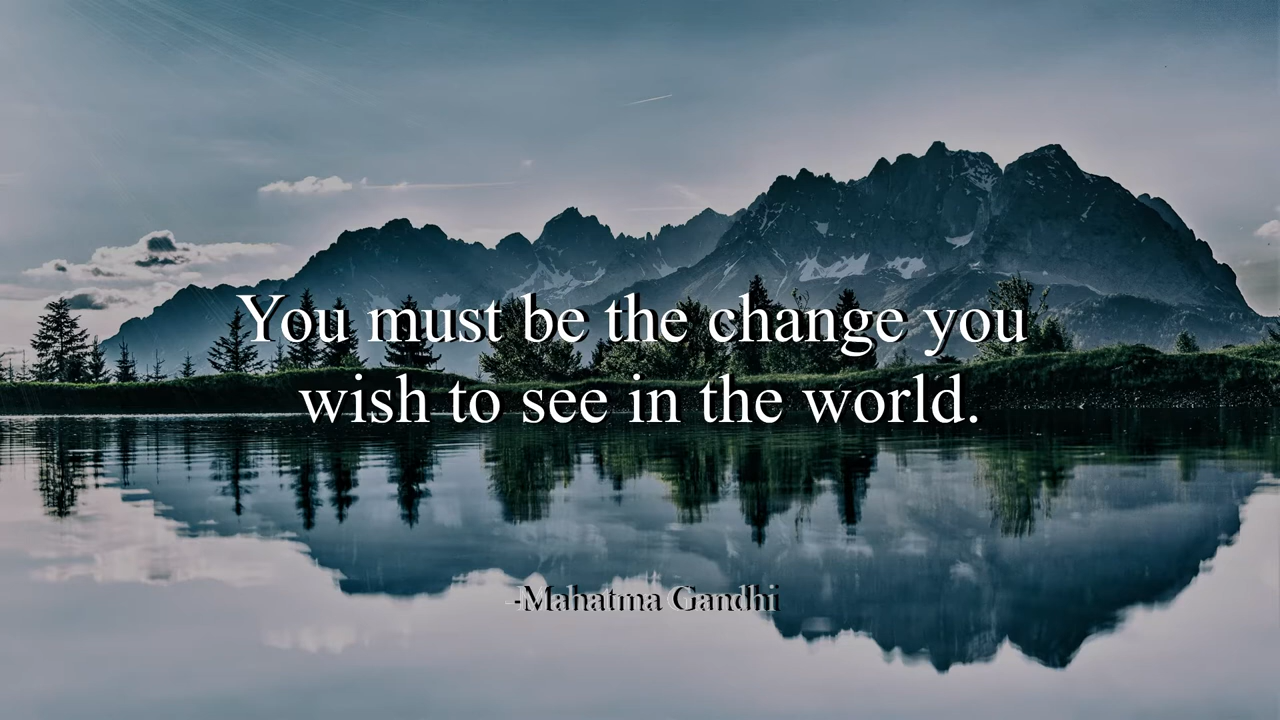 You must be the change you
wish to see in the world.
-Mahatma Gandhi